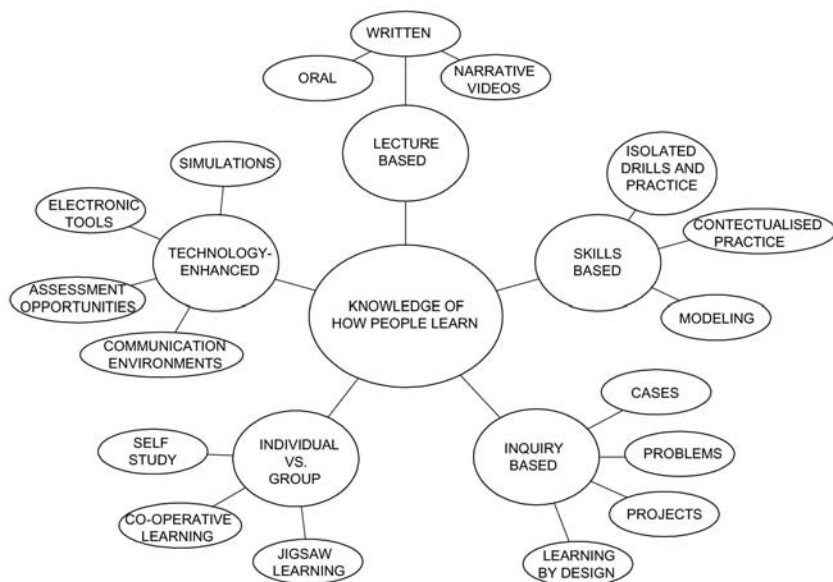 WRITTEN
ORAL
NARRATIVE
VIDEOS
LECTURE
BASED
SIMULATIONS
ELECTRONIC
TOOLS
TECHNOLOGY-
ENHANCED
ASSESSMENT
OPPORTUNITIES
COMMUNICATION
ENVIRONMENTS
ISOLATED
DRILLS AND
PRACTICE
CONTECTUALISED
PRACTICE
SKILLS
BASED
MODELING
KNOWLEDGE OF
HOW PEOPLE LEARN
SELF
STUDY
INDIVIDUAL
VS.
GROUP
CO-OPERATIVE
LEARNING
JIGSAW
LEARNING
CASES
INQUIRY
BASED
PROBLEMS
PROJECTS
LEARNING
BY DESIGN